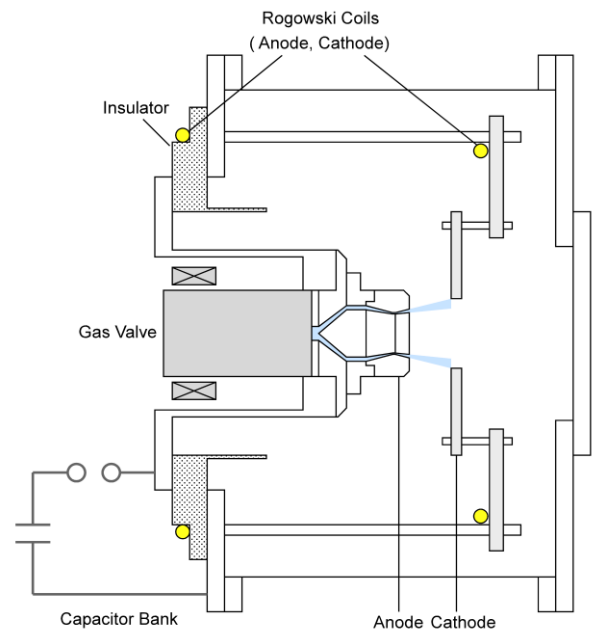 Rogowski Coils
( Anode, Cathode)
Insulator
Gas Valve
Capacitor Bank
Anode Cathode